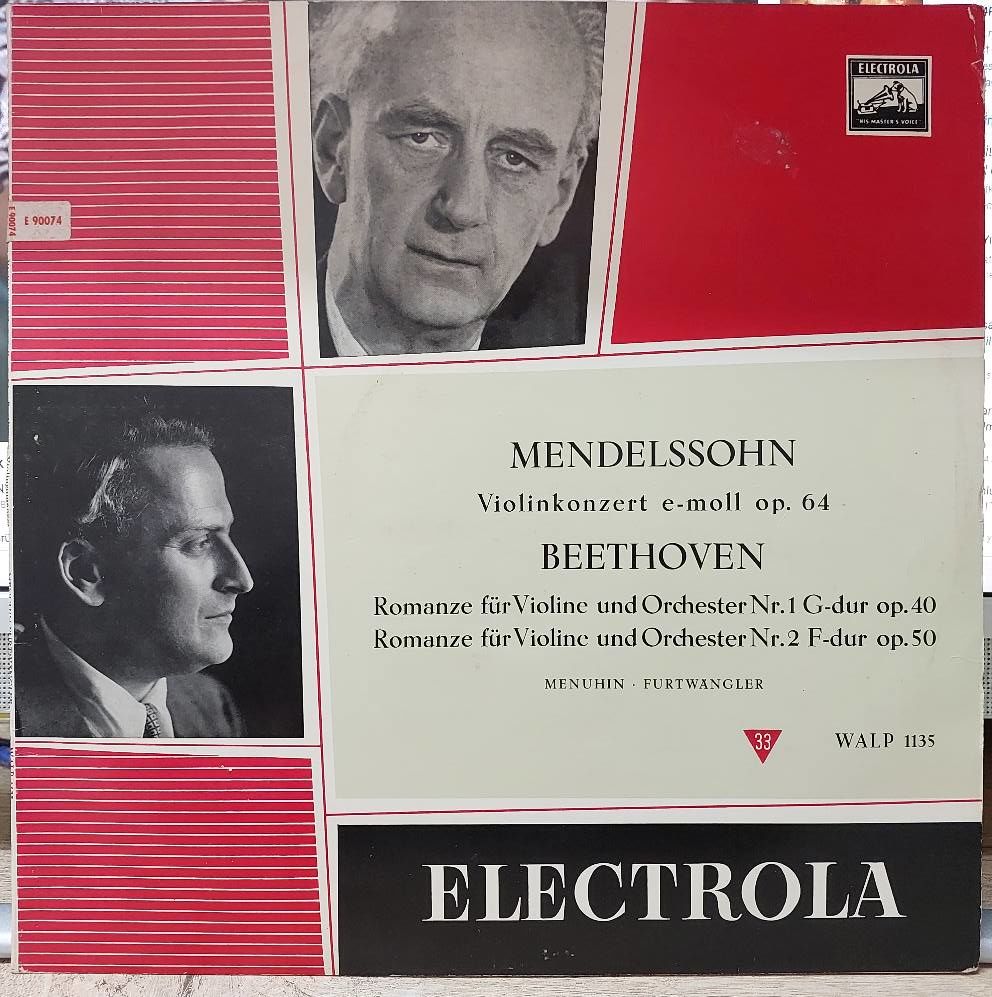 ELECTROLA
"HIS MASTER'S VOICE"
E 90074
E 90074
MENDELSSOHN
Violinkonzert e-moll op. 64
BEETHOVEN
Romanze für Violine und Orchester Nr. 1 G-dur op. 40
Romanze für Violine und Orchester Nr. 2 F-dur op. 50
MENUHIN · FURTWÄNGLER
33
WALP 1135
ELECTROLA